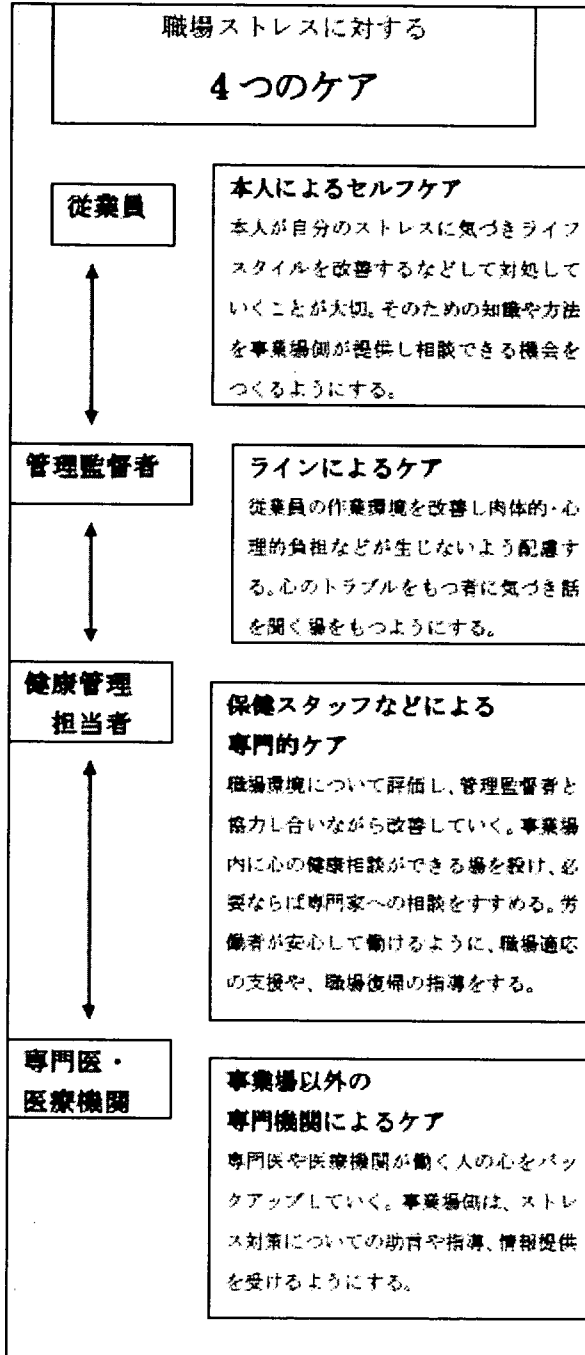 職場ストレスに対する
4つのケア
従業員
本人によるセルフケア
本人が自分のストレスに気づきライフ
スタイルを改善するなどして対処して
いくことが大切。そのための知識や方法
を事業場側が提供し相談できる機会を
つくるようにする。
管理監督者
ラインによるケア
従業員の作業環境を改善し肉体的・心
理的負担などが生じないよう配慮す
る。心のトラブルをもつ者に気づき話
を聞く場をもつようにする。
健康管理
担当者
保健スタッフなどによる
専門的ケア
職場環境について評価し、管理監督者と
協力し合いながら改善していく。事業場
内に心の健康相談ができる場を設け、必
要ならば専門家への相談をすすめる。労
働者が安心して働けるように、職場適応
の支援や、職場復帰の指導をする。
専門医・
医療機関
事業場以外の
専門機関によるケア
専門医や医療機関が働く人の心をバッ
クアップしていく。事業場側は、ストレ
ス対策についての助言や指導、情報提供
を受けるようにする。